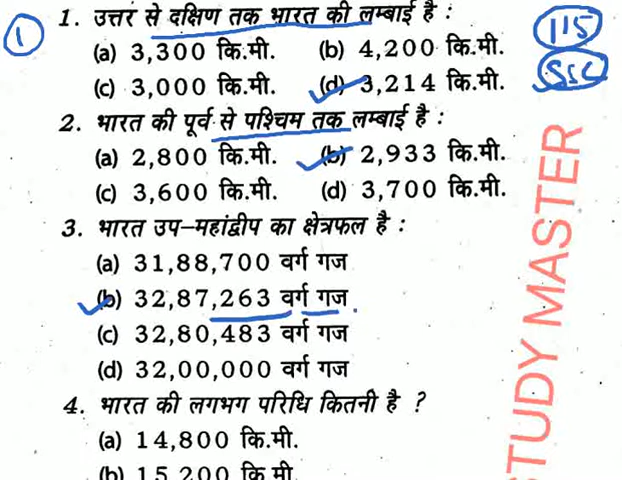 1
1. उत्तर से दक्षिण तक भारत की लम्बाई है :
115
(a) 3,300 कि.मी. (b) 4,200 कि.मी.
SSC
(c) 3,000 कि.मी. (d) 3,214 कि.मी.
2. भारत की पूर्व से पश्चिम तक लम्बाई है :
(a) 2,800 कि.मी. (b) 2,933 कि.मी.
(c) 3,600 कि.मी. (d) 3,700 कि.मी.
3. भारत उप-महांद्वीप का क्षेत्रफल है :
(a) 31,88,700 वर्ग गज
(b) 32,87,263 वर्ग गज
(c) 32,80,483 वर्ग गज
(d) 32,00,000 वर्ग गज
4. भारत की लगभग परिधि कितनी है ?
(a) 14,800 कि.मी.
(b) 15,200 कि.मी.
STUDY MASTER